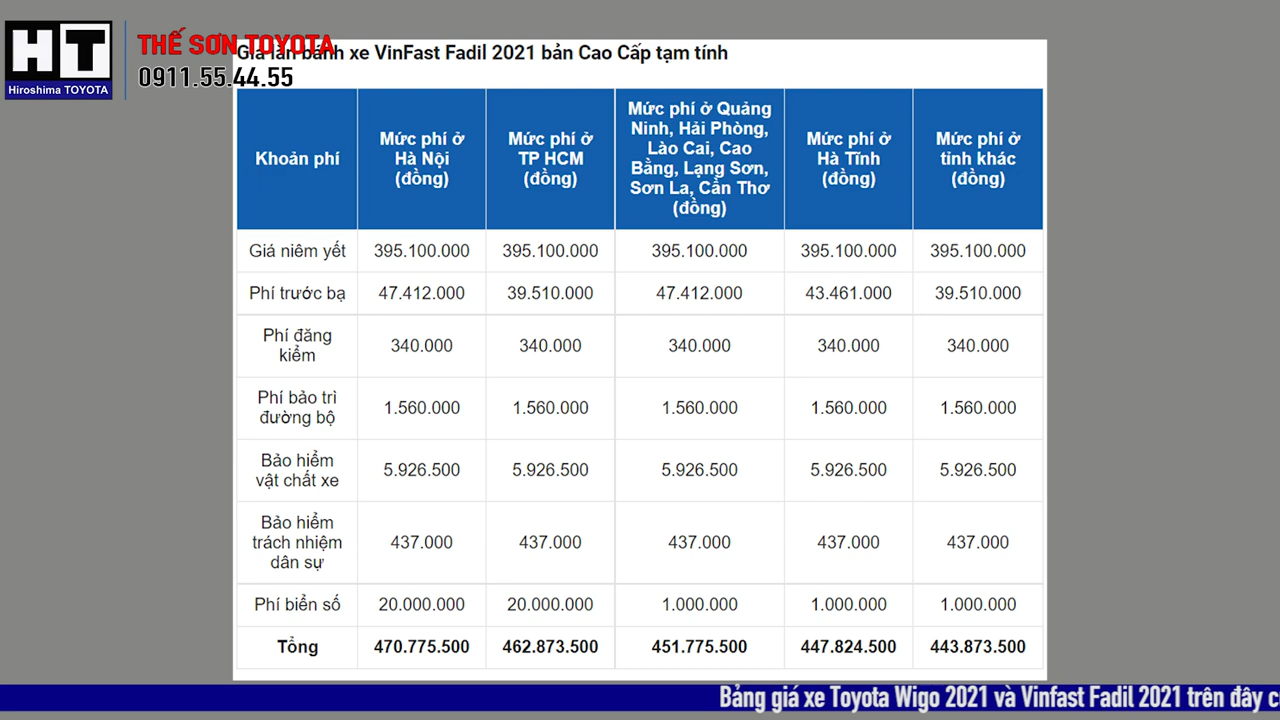 HT
Hiroshima TOYOTA
THẾ SƠN TOYOTA
0911.55.44.55
Giá lăn bánh xe VinFast Fadil 2021 bản Cao Cấp tạm tính
Khoản phí
Mức phí ở
Hà Nội
(đồng)
Mức phí ở
TP HCM
(đồng)
Mức phí ở Quảng
Ninh, Hải Phòng,
Lào Cai, Cao
Bằng, Lạng Sơn,
Sơn La, Cần Thơ
(đồng)
Mức phí ở
Hà Tĩnh
(đồng)
Mức phí ở
tỉnh khác
(đồng)
Giá niêm yết 395.100.000 395.100.000 395.100.000 395.100.000 395.100.000
Phí trước bạ 47.412.000 39.510.000 47.412.000 43.461.000 39.510.000
Phí đăng
kiểm
340.000 340.000 340.000 340.000 340.000
Phí bảo trì
đường bộ
1.560.000 1.560.000 1.560.000 1.560.000 1.560.000
Bảo hiểm
vật chất xe
5.926.500 5.926.500 5.926.500 5.926.500 5.926.500
Bảo hiểm
trách nhiệm
dân sự
437.000 437.000 437.000 437.000 437.000
Phí biển số 20.000.000 20.000.000 1.000.000 1.000.000 1.000.000
Tổng 470.775.500 462.873.500 451.775.500 447.824.500 443.873.500
Bảng giá xe Toyota Wigo 2021 và Vinfast Fadil 2021 trên đây